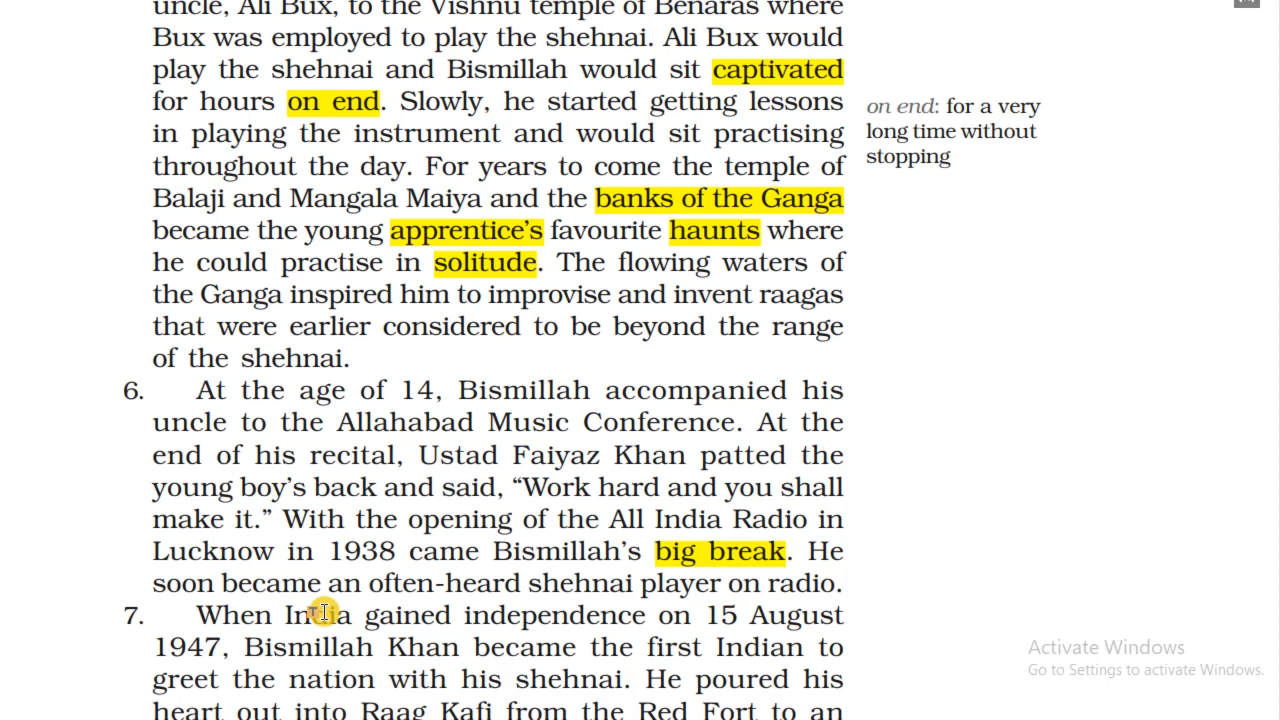 uncle, Ali Bux, to the Vishnu temple of Benaras where
Bux was employed to play the shehnai. Ali Bux would
play the shehnai and Bismillah would sit captivated
for hours on end. Slowly, he started getting lessons
in playing the instrument and would sit practising
throughout the day. For years to come the temple of
Balaji and Mangala Maiya and the banks of the Ganga
became the young apprentice's favourite haunts where
he could practise in solitude. The flowing waters of
the Ganga inspired him to improvise and invent raagas
that were earlier considered to be beyond the range
of the shehnai.
on end: for a very
long time without
stopping
6. At the age of 14, Bismillah accompanied his
uncle to the Allahabad Music Conference. At the
end of his recital, Ustad Faiyaz Khan patted the
young boy's back and said, “Work hard and you shall
make it.” With the opening of the All India Radio in
Lucknow in 1938 came Bismillah's big break. He
soon became an often-heard shehnai player on radio.
7. When India gained independence on 15 August
1947, Bismillah Khan became the first Indian to
greet the nation with his shehnai. He poured his
heart out into Raag Kafi from the Red Fort to an
Activate Windows
Go to Settings to activate Windows.